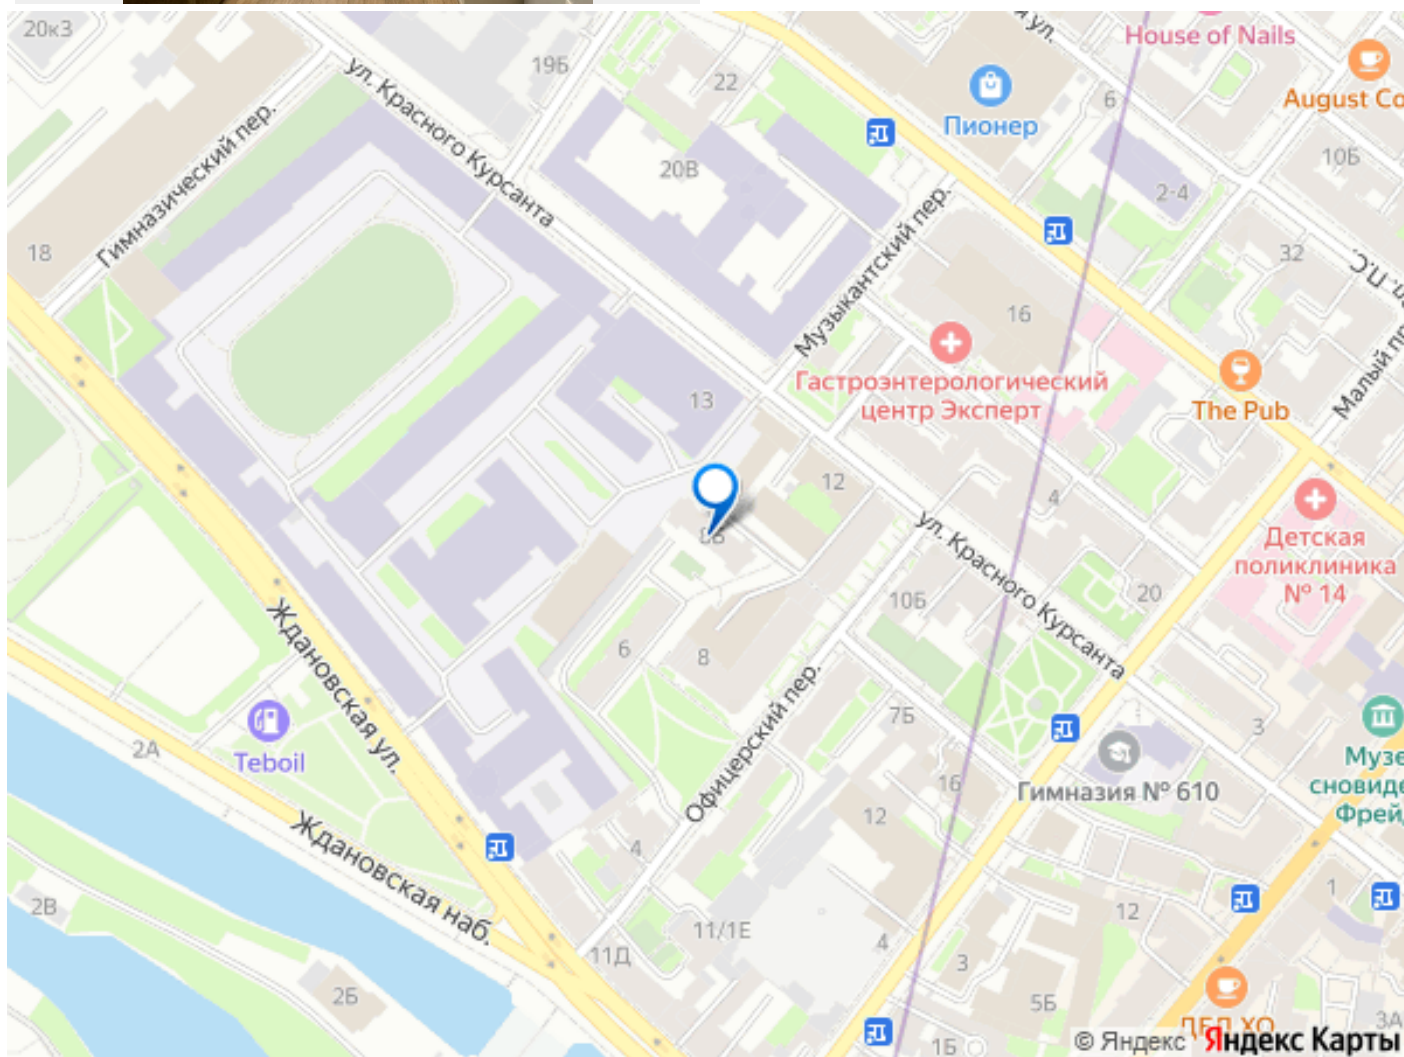 20к3
ул.
House of Nails
19Б
ул. Красного Курсанта
22
Пионер
6
August Co
Гимназический пер.
20В
10Б
2-4
18
Музыкантский пер.
32
16
Малый пр
Гастроэнтерологический
центр Эксперт
13
The Pub
12
4
8В
ул. Красного Курсанта
Детская
поликлиника
№ 14
10Б
20
Ждановская ул.
6
8
Офицерский пер.
7Б
3
2А
Teboil
Музе
сновиде
Фрей
16
Гимназия № 610
12
Ждановская наб.
4
2В
11/1Е
12
1
4
11Д
3
2Б
5Б
ДЕД ХО
3А
1Б
© Яндекс Яндекс Карты